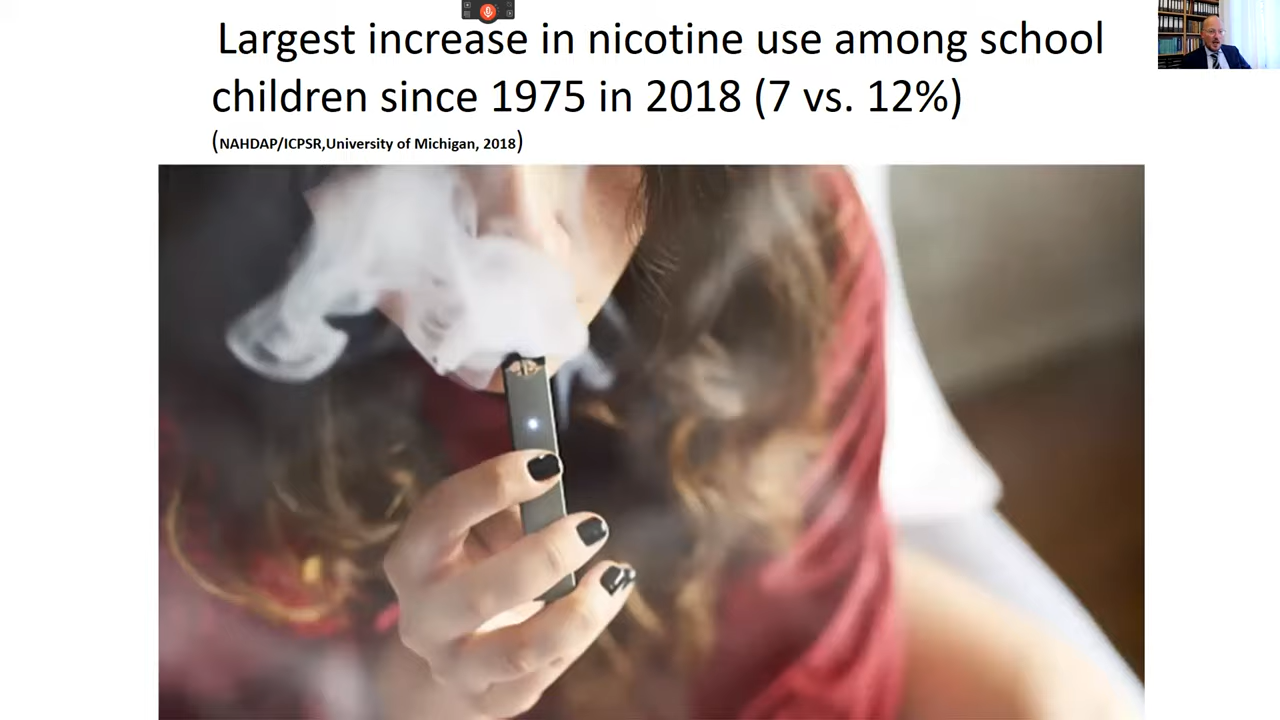 Largest increase in nicotine use among school
children since 1975 in 2018 (7 vs. 12%)
(NAHDAP/ICPSR,University of Michigan, 2018)